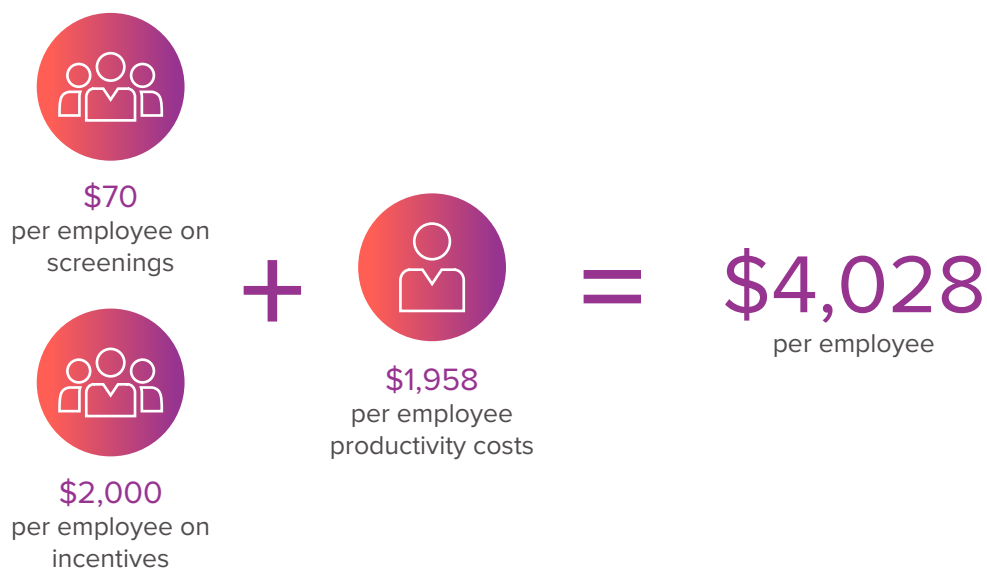 $70
per employee on
screenings
$2,000
per employee on
incentives
+
$1,958
per employee
productivity costs
=
$4,028
per employee